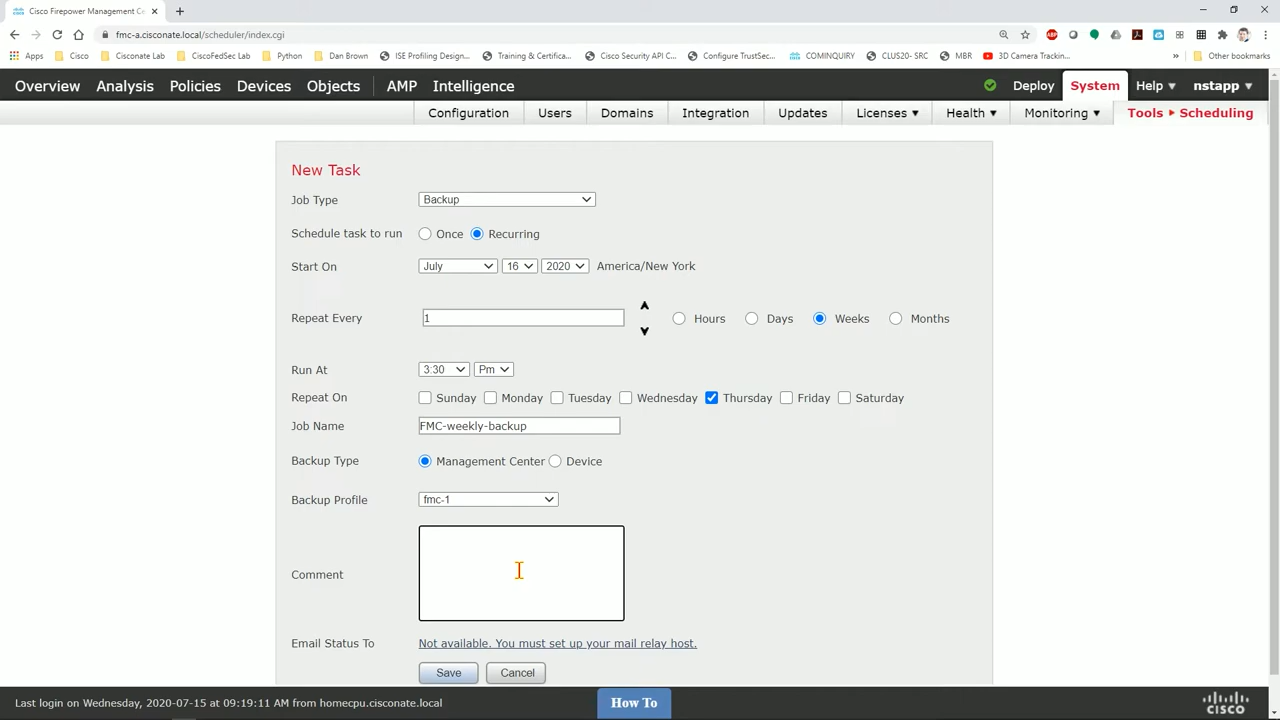 Cisco Firepower Management Ce
fmc-a.cisconate.local/scheduler/index.cgi
Apps Cisco Cisconate Lab CiscoFedSec Lab Python Dan Brown ISE Profiling Design... Training & Certifica... Cisco Security API C... Configure TrustSec... COMINQUIRY CLUS20- SRC MBR 3D Camera Trackin... » Other bookmarks
Overview Analysis Policies Devices Objects AMP Intelligence Deploy System Help nstapp
Configuration Users Domains Integration Updates Licenses Health Monitoring Tools Scheduling
New Task
Job Type Backup
Schedule task to run Once Recurring
Start On July 16 2020 America/New York
Repeat Every 1 Hours Days Weeks Months
Run At 3:30 Pm
Repeat On Sunday Monday Tuesday Wednesday Thursday Friday Saturday
Job Name FMC-weekly-backup
Backup Type Management Center Device
Backup Profile fmc-1
Comment
Email Status To Not available. You must set up your mail relay host.
Save Cancel
Last login on Wednesday, 2020-07-15 at 09:19:11 AM from homecpu.cisconate.local How To CISCO